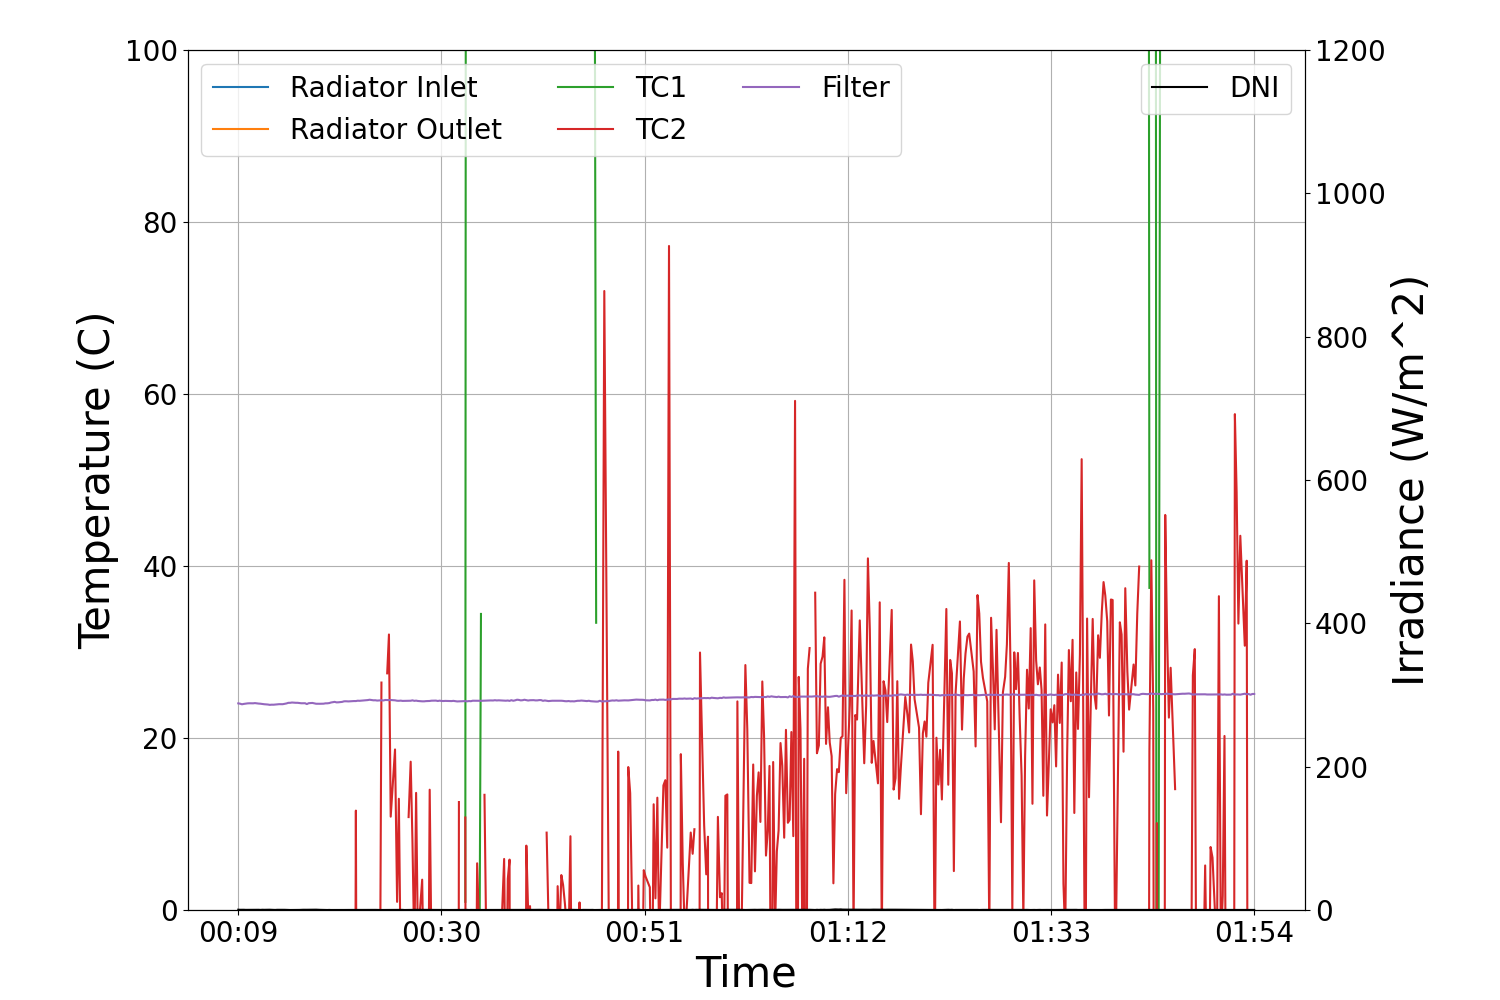 100
80
60
40
20
0
Temperature (C)
Radiator Inlet
Radiator Outlet
TC1
TC2
Filter
DNI
1200
1000
800
600
400
200
0
Irradiance (W/m^2)
00:09 00:30 00:51 01:12 01:33 01:54
Time